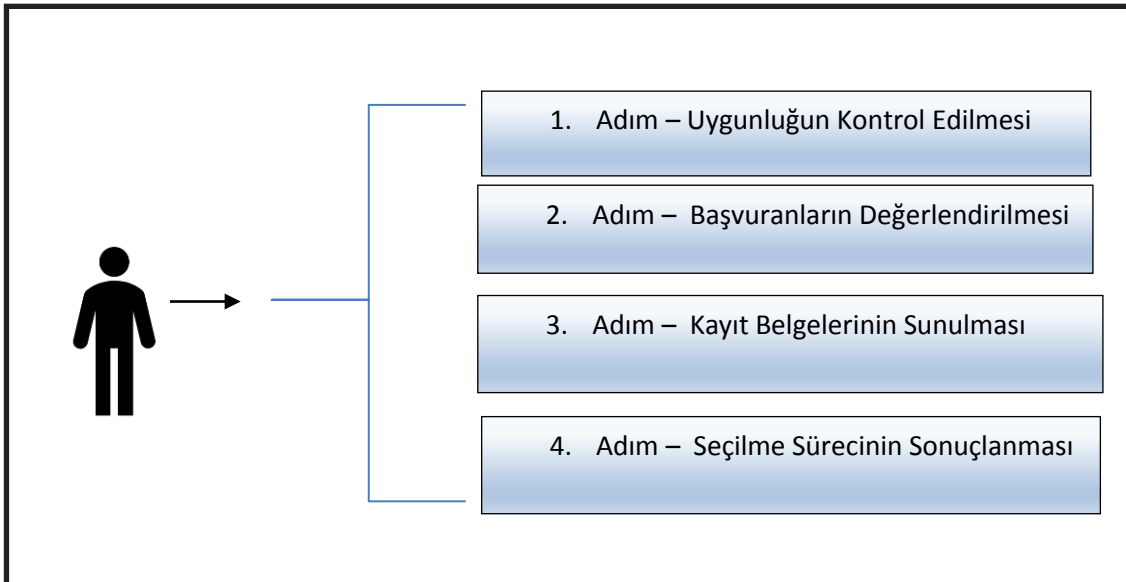 1. Adım – Uygunluğun Kontrol Edilmesi
2. Adım – Başvuranların Değerlendirilmesi
3. Adım – Kayıt Belgelerinin Sunulması
4. Adım – Seçilme Sürecinin Sonuçlanması